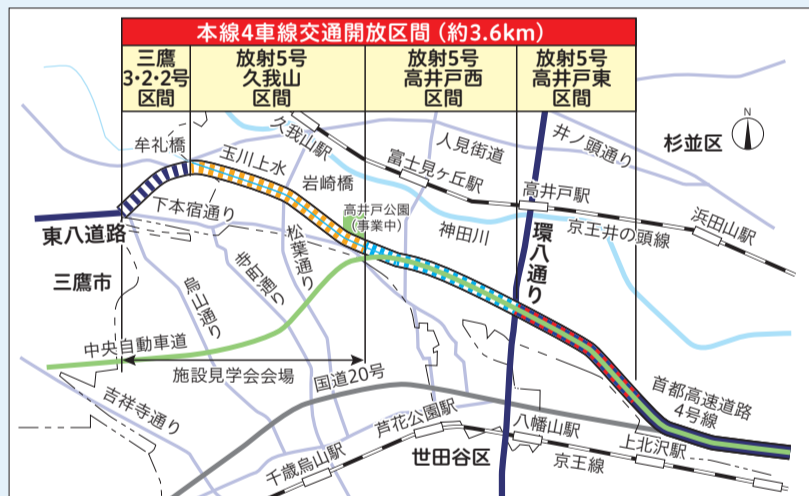 本線4車線交通開放区間（約3.6km）
三鷹
3・2・2号
区間
放射5号
久我山
区間
放射5号
高井戸西
区間
放射5号
高井戸東
区間
牟礼橋
玉川上水
久我山駅
岩崎橋
人見街道
井ノ頭通り
杉並区
N
富士見ヶ丘駅
高井戸駅
下本宿通り
高井戸公園
（事業中）
神田川
京王井の頭線
浜田山駅
東八道路
環八通り
三鷹市
烏山通り
寺町通り
松葉通り
中央自動車道
施設見学会会場
国道20号
首都高速道路
4号線
吉祥寺通り
芦花公園駅
八幡山駅
上北沢駅
千歳烏山駅
世田谷区
京王線